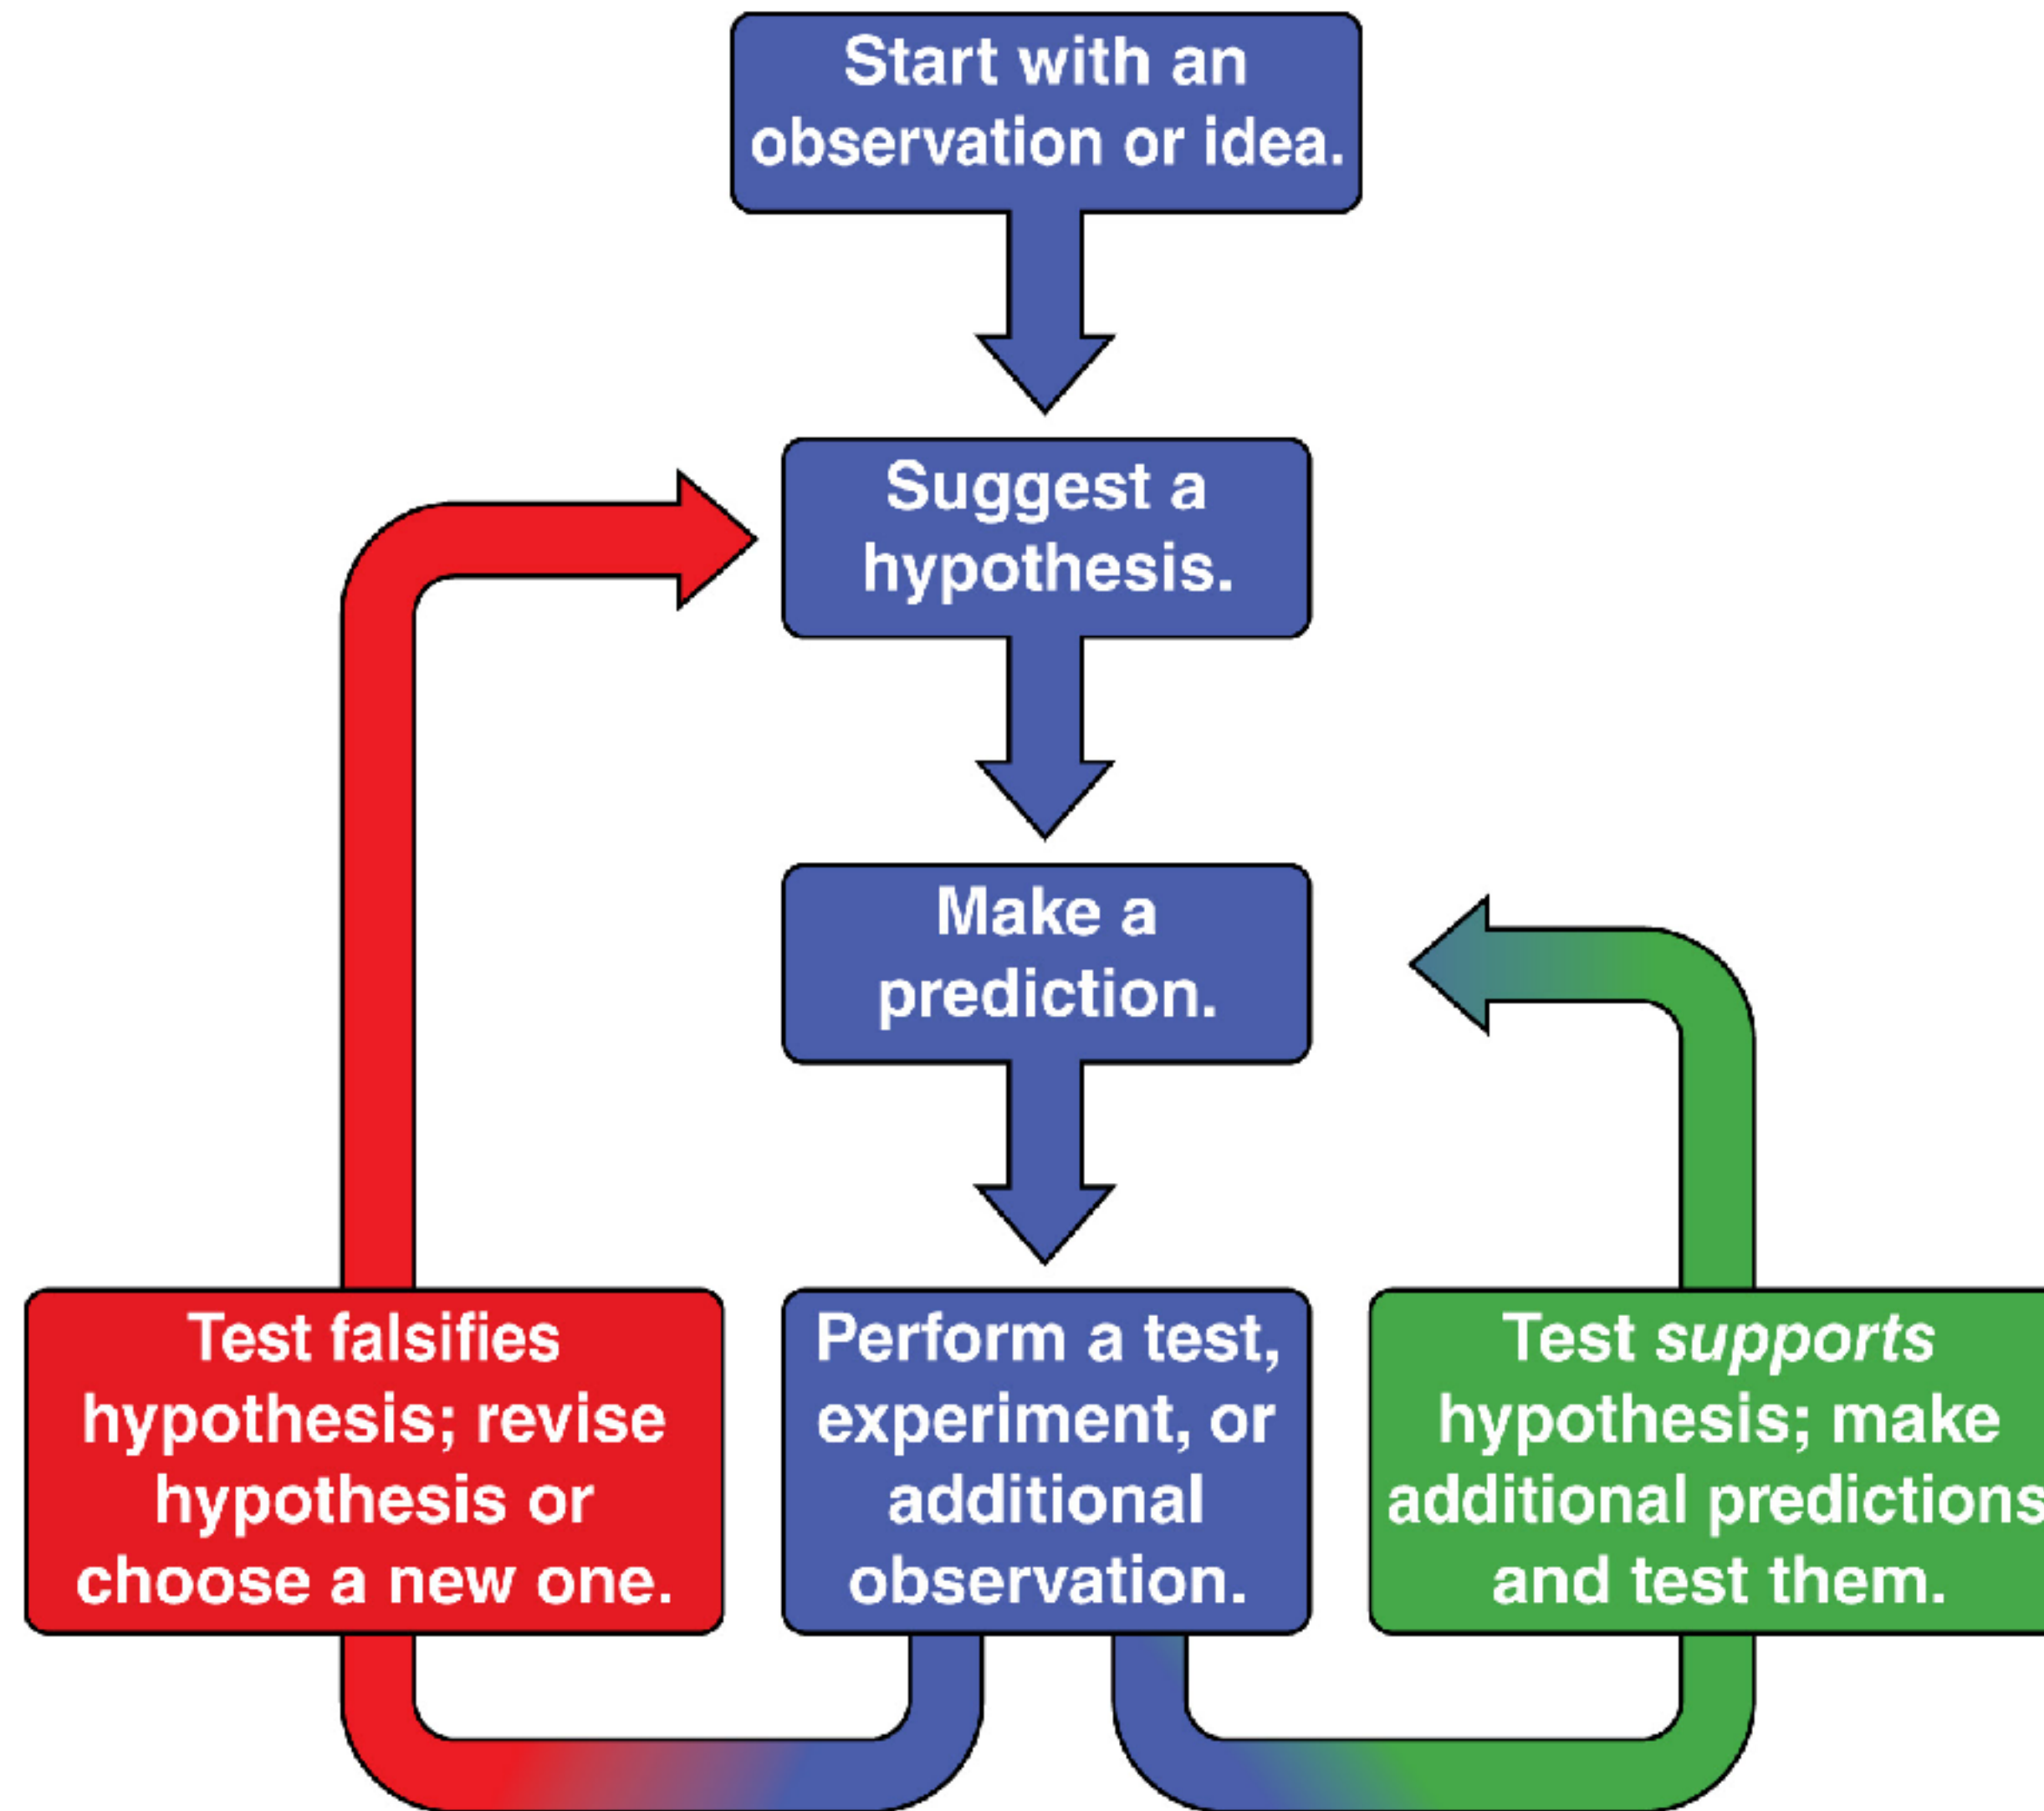 Start with an
observation or idea.
Suggest a
hypothesis.
Make a
prediction.
Test falsifies
hypothesis; revise
hypothesis or
choose a new one.
Perform a test,
experiment, or
additional
observation.
Test supports
hypothesis; make
additional predictions
and test them.